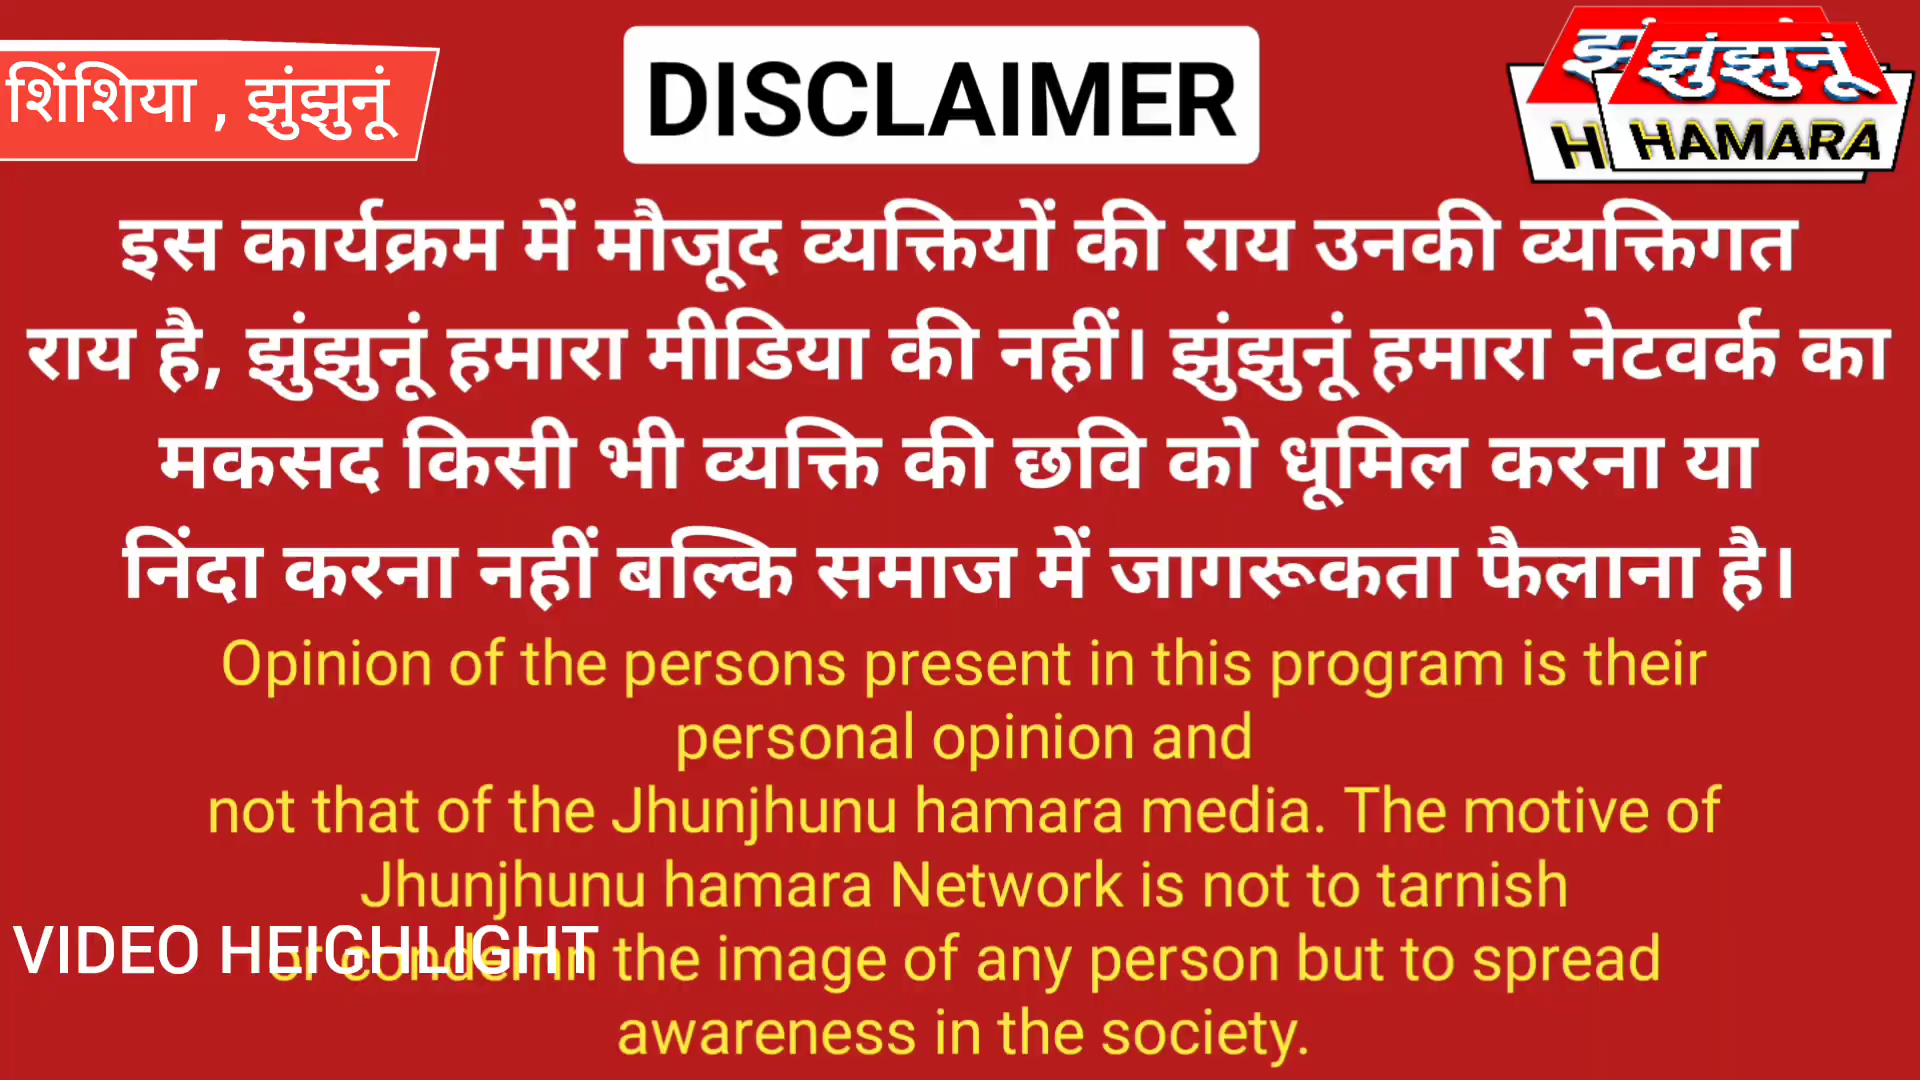 शिंशिया , झुंझुनूं
DISCLAIMER
झुंझुनूं
HAMARA
इस कार्यक्रम में मौजूद व्यक्तियों की राय उनकी व्यक्तिगत
राय है, झुंझुनूं हमारा मीडिया की नहीं। झुंझुनूं हमारा नेटवर्क का
मकसद किसी भी व्यक्ति की छवि को धूमिल करना या
निंदा करना नहीं बल्कि समाज में जागरूकता फैलाना है।
Opinion of the persons present in this program is their
personal opinion and
not that of the Jhunjhunu hamara media. The motive of
Jhunjhunu hamara Network is not to tarnish
VIDEO HEIGHLIGHT
or condemn the image of any person but to spread
awareness in the society.